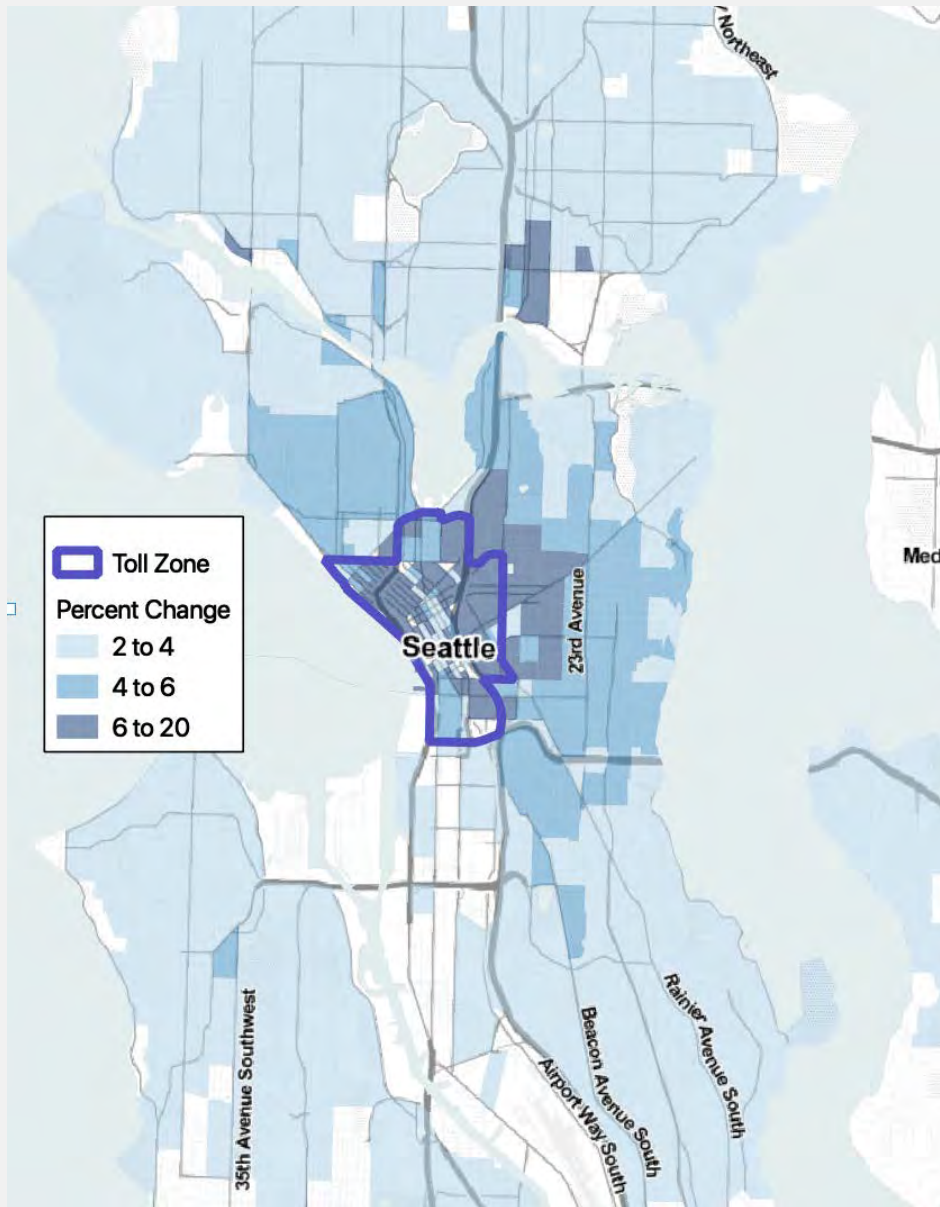 Northeast
Toll Zone
Percent Change
2 to 4
4 to 6
6 to 20
Seattle
23rd Avenue
Med
35th Avenue Southwest
Beacon Avenue South
Rainier Avenue South
Airport Way South